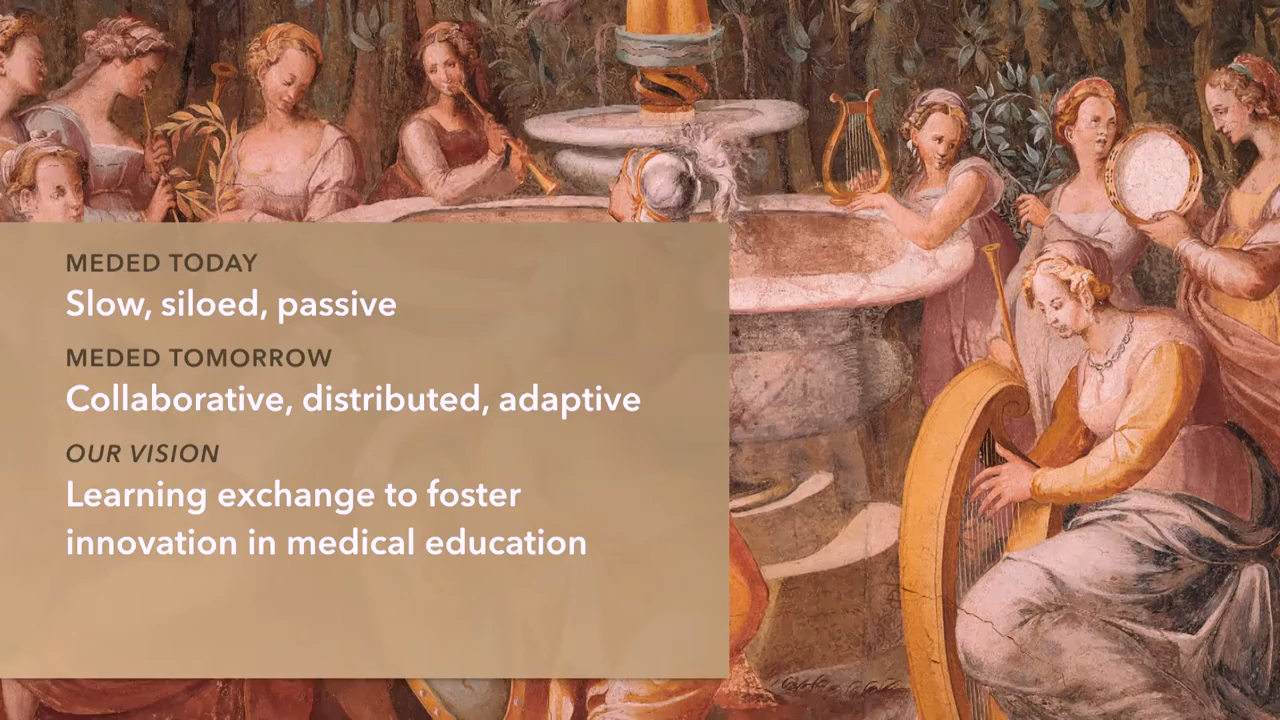 MEDED TODAY
Slow, siloed, passive
MEDED TOMORROW
Collaborative, distributed, adaptive
OUR VISION
Learning exchange to foster
innovation in medical education